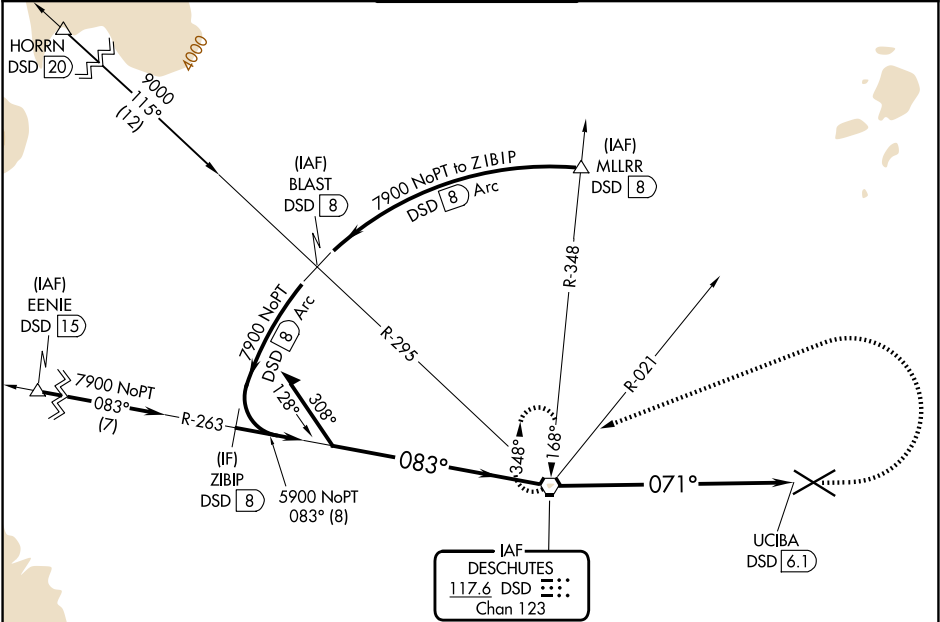 HORRN
DSD 20
4000
9000
115°
(12)
(IAF)
BLAST
DSD 8
7900 NoPT to ZIBIP
DSD 8 Arc
(IAF)
MLLRR
DSD 8
R-348
(IAF)
EENIE
DSD 15
7900 NoPT
DSD 8 Arc
R-295
R-021
7900 NoPT
083°
(7)
R-263
128°
308°
(IF)
ZIBIP
DSD 8
5900 NoPT
083° (8)
083°
348°
168°
071°
UCIBA
DSD 6.1
IAF
DESCHUTES
117.6 DSD
Chan 123